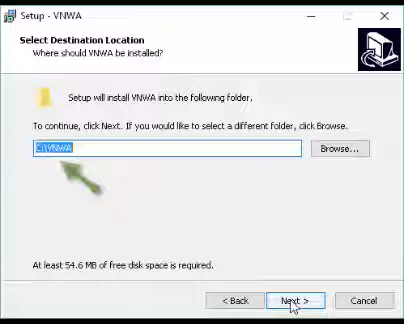 Setup - VNWA
Select Destination Location
Where should VNWA be installed?
Setup will install VNWA into the following folder.
To continue, click Next. If you would like to select a different folder, click Browse.
C:\VNWA
Browse...
At least 54.6 MB of free disk space is required.
< Back
Next >
Cancel